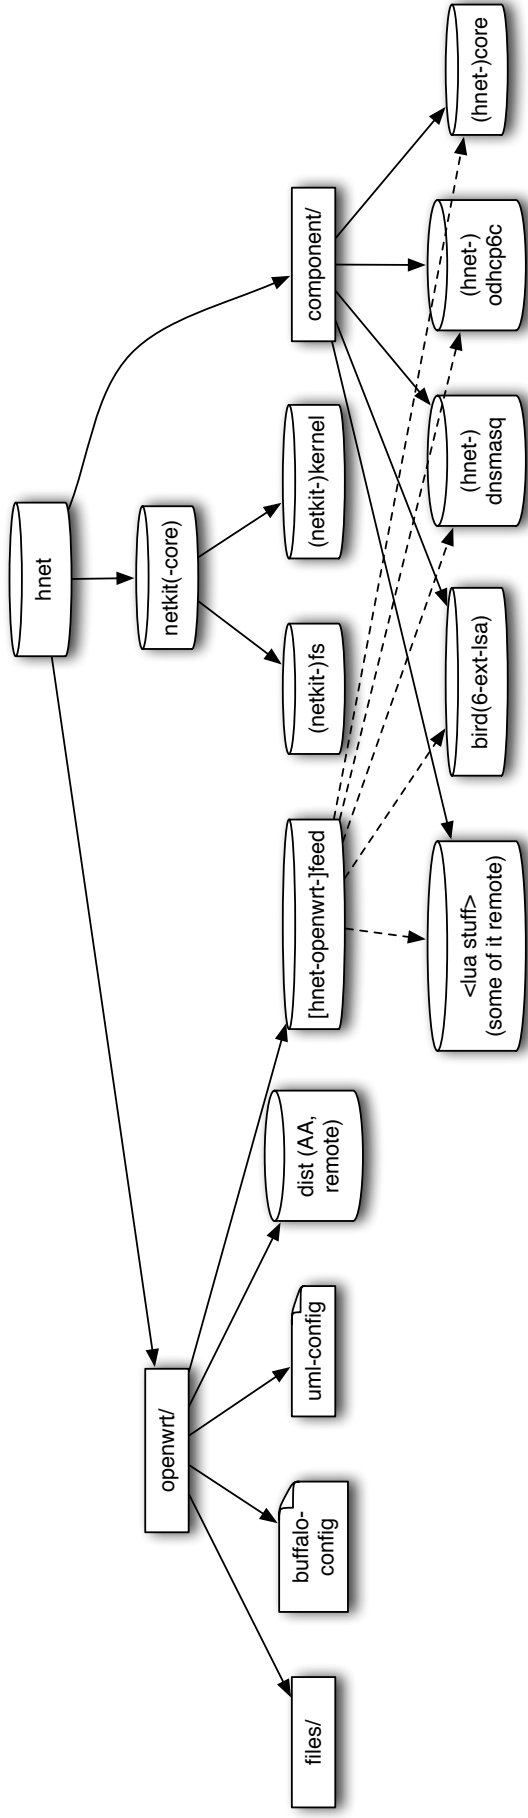 hnet
openwrt/
netkit(-core)
component/
files/
buffalo-
config
uml-config
dist (AA,
remote)
[hnet-openwrt-]feed
(netkit-)fs
(netkit-)kernel
<lua stuff>
(some of it remote)
bird(6-ext-lsa)
(hnet-)
dnsmasq
(hnet-)
odhcp6c
(hnet-)core